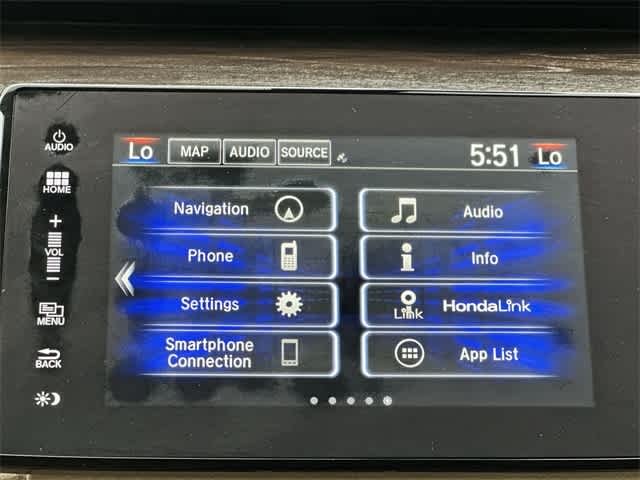 AUDIO
HOME
+
VOL
−
MENU
BACK
Lo MAP AUDIO SOURCE 5:51 Lo
Navigation
Audio
Phone
Info
Settings
Link HondaLink
Smartphone
Connection
App List